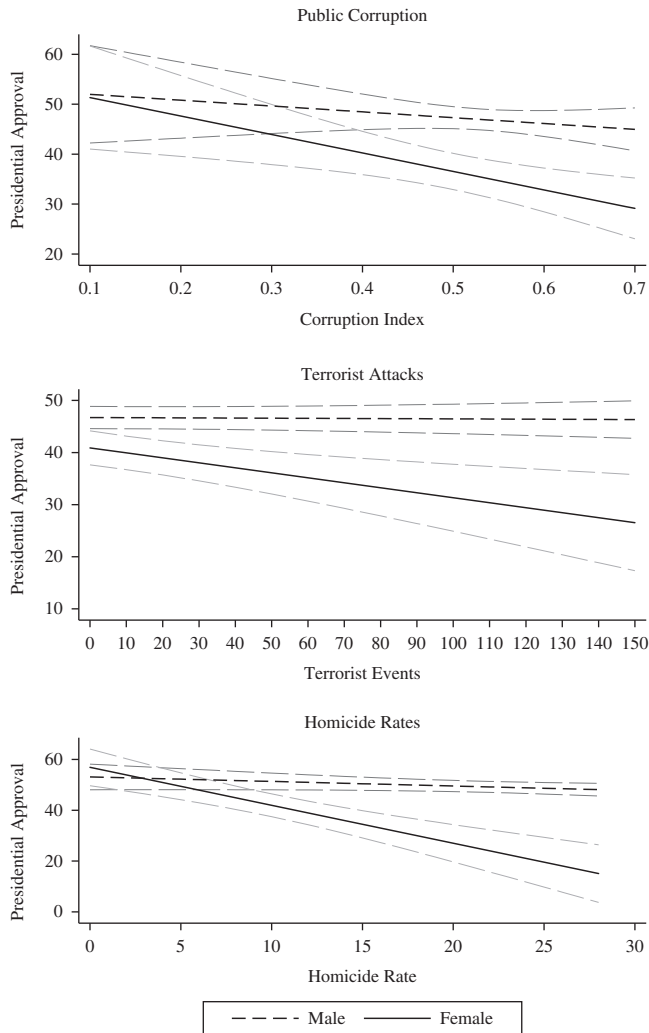 Public Corruption
Presidential Approval
60
50
40
30
20
0.1 0.2 0.3 0.4 0.5 0.6 0.7
Corruption Index
Terrorist Attacks
Presidential Approval
50
40
30
20
10
0 10 20 30 40 50 60 70 80 90 100 110 120 130 140 150
Terrorist Events
Homicide Rates
Presidential Approval
60
40
20
0
0 5 10 15 20 25 30
Homicide Rate
Male Female